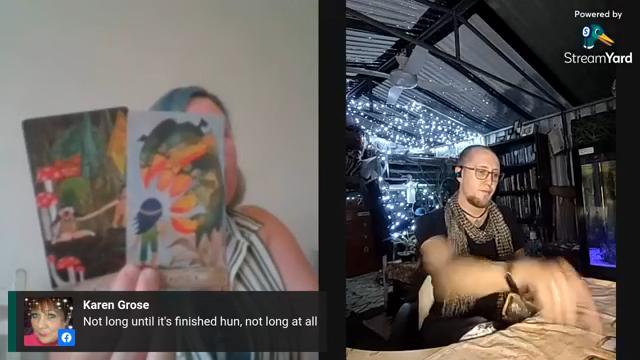 Powered by
StreamYard
Karen Grose
Not long until it's finished hun, not long at all